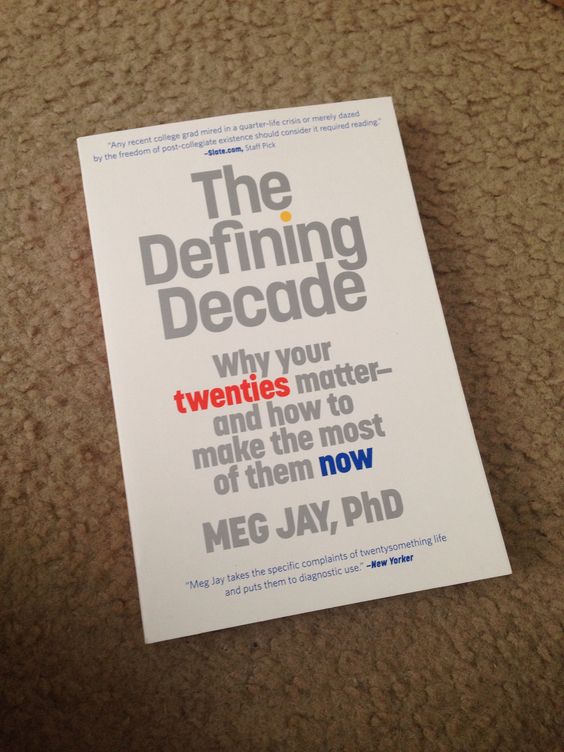 "Any recent college grad mired in a quarter-life crisis or merely dazed
by the freedom of post-collegiate existence should consider it required reading."
–Slate.com, Staff Pick
The
Defining
Decade
Why your
twenties matter–
and how to
make the most
of them now
MEG JAY, PhD
"Meg Jay takes the specific complaints of twentysomething life
and puts them to diagnostic use." –New Yorker